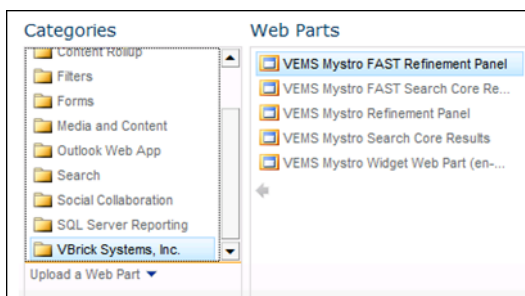 Categories
Content Rollup
Filters
Forms
Media and Content
Outlook Web App
Search
Social Collaboration
SQL Server Reporting
VBrick Systems, Inc.
Upload a Web Part
Web Parts
VEMS Mystro FAST Refinement Panel
VEMS Mystro FAST Search Core Re...
VEMS Mystro Refinement Panel
VEMS Mystro Search Core Results
VEMS Mystro Widget Web Part (en-...